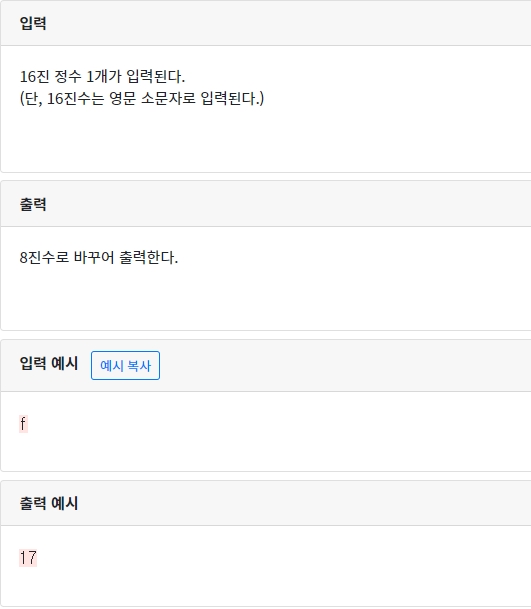 입력
16진 정수 1개가 입력된다.
(단, 16진수는 영문 소문자로 입력된다.)
출력
8진수로 바꾸어 출력한다.
입력 예시 예시 복사
f
출력 예시
17